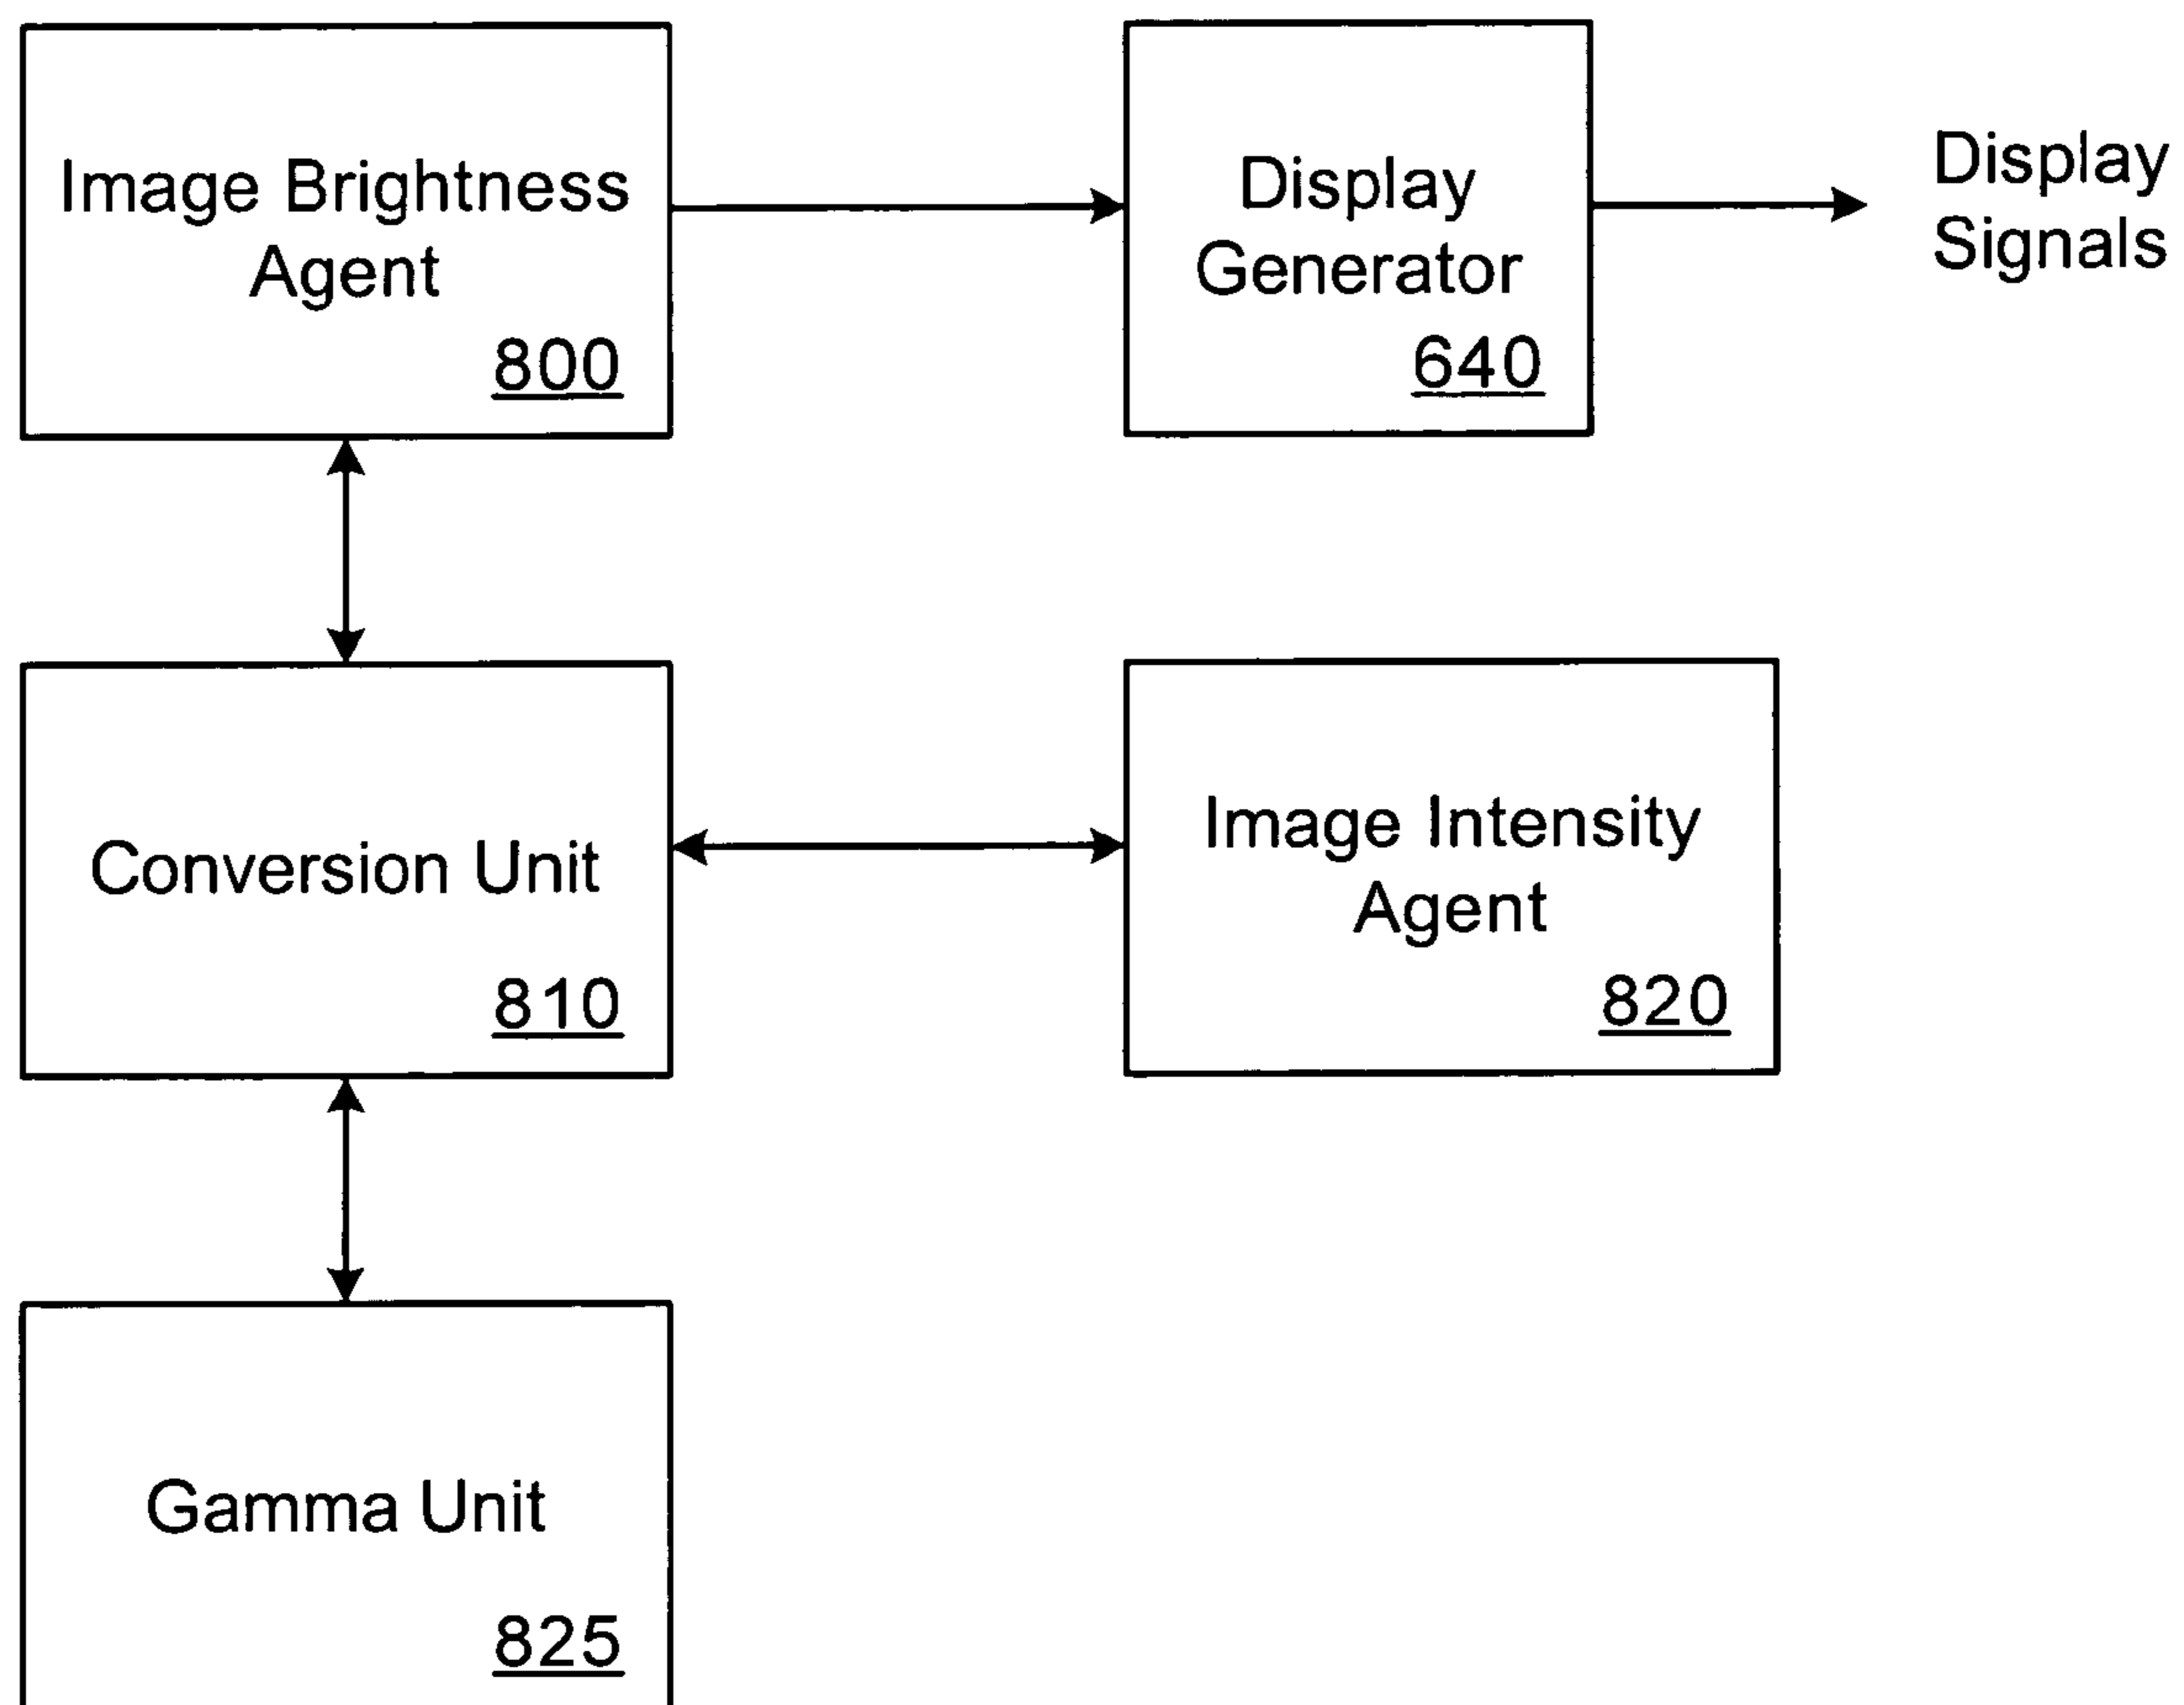 Image Brightness
Agent
800
Display
Generator
640
Display
Signals
Conversion Unit
810
Image Intensity
Agent
820
Gamma Unit
825